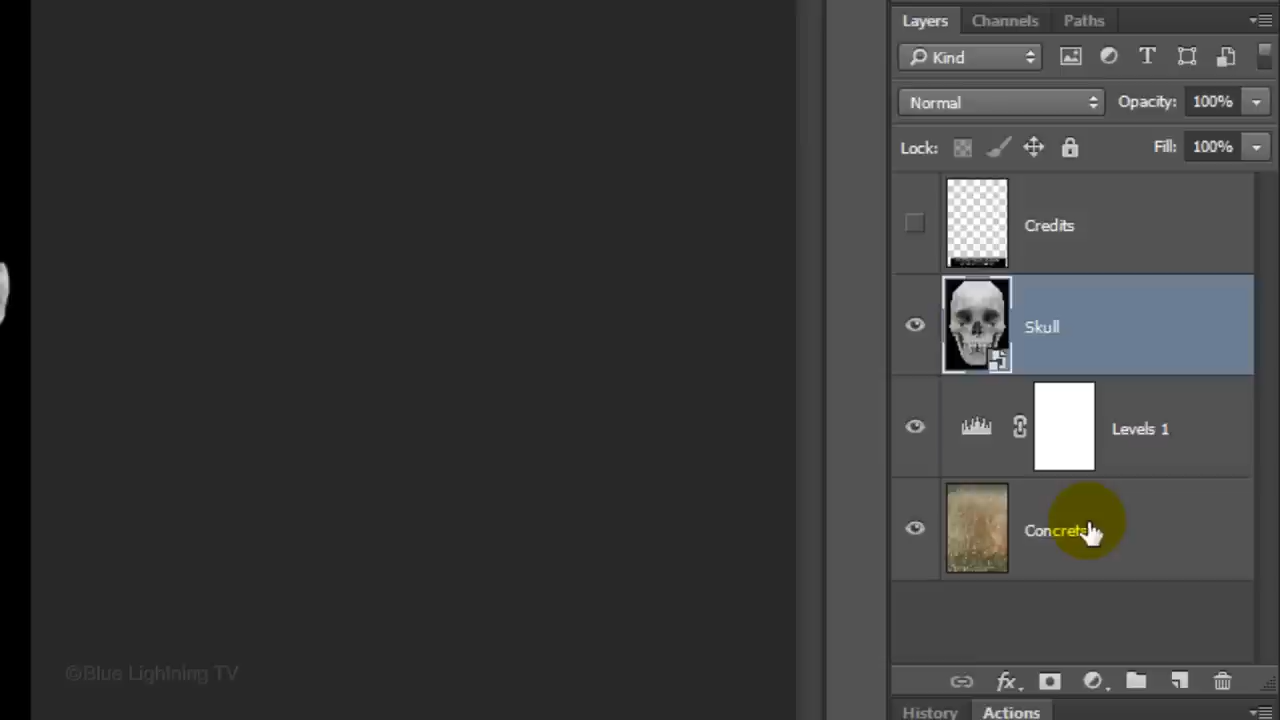 Layers Channels Paths
Kind
Normal Opacity: 100%
Lock: Fill: 100%
Credits
Skull
Levels 1
Concrete
©Blue Lightning TV
fx
History Actions